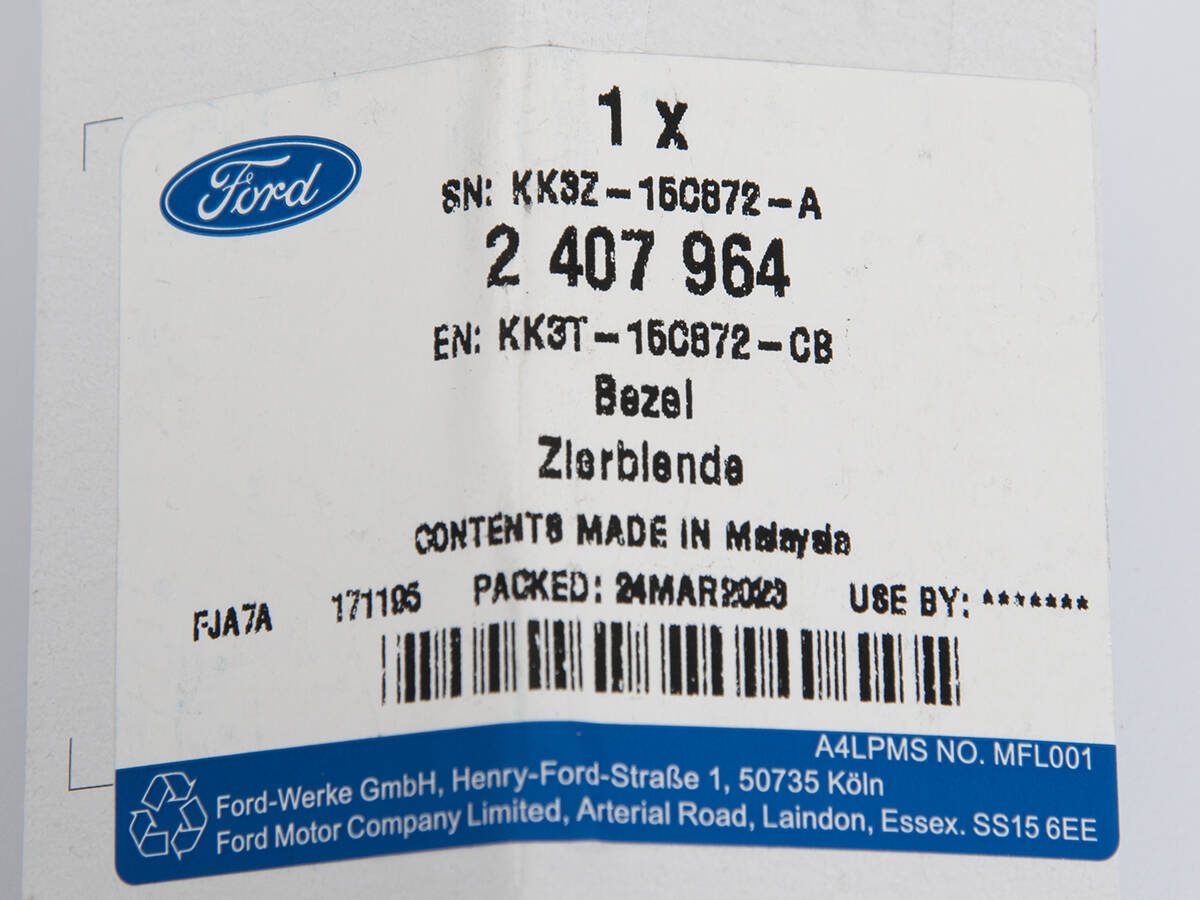 1 x
Ford
SN: KK3Z-15C872-A
2 407 964
EN: KK3T-15C872-CB
Bezel
Zierblende
CONTENTS MADE IN Malaysia
FJA7A 171195 PACKED: 24MAR2023 USE BY: *******
A4LPMS NO. MFL001
Ford-Werke GmbH, Henry-Ford-Straße 1, 50735 Köln
Ford Motor Company Limited, Arterial Road, Laindon, Essex. SS15 6EE